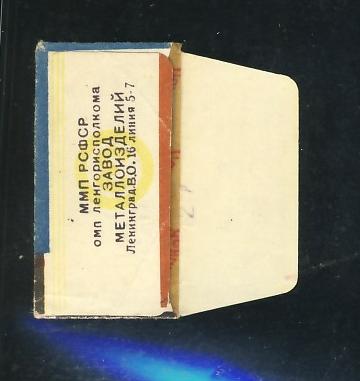 ММП РСФСР
ОМП ЛЕНГОРИСПОЛКОМА
ЗАВОД
МЕТАЛЛОИЗДЕЛИЙ
Ленинград.В.О. 16 линия 5-7